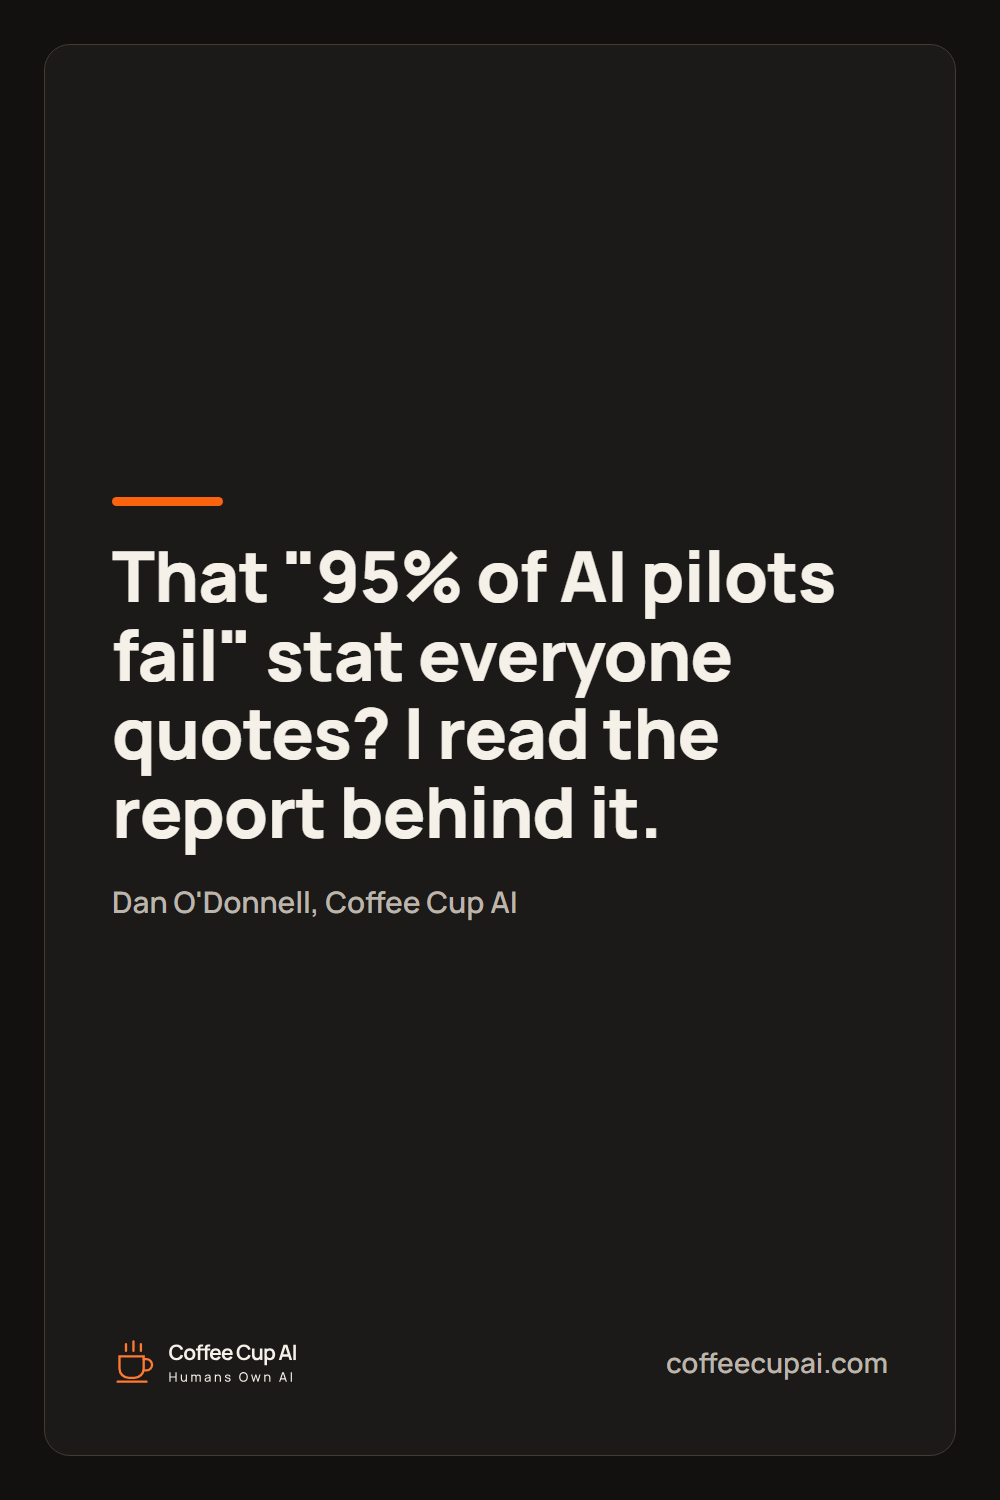 That "95% of AI pilots
fail" stat everyone
quotes? I read the
report behind it.
Dan O'Donnell, Coffee Cup AI
Coffee Cup AI
Humans Own AI
coffeecupai.com